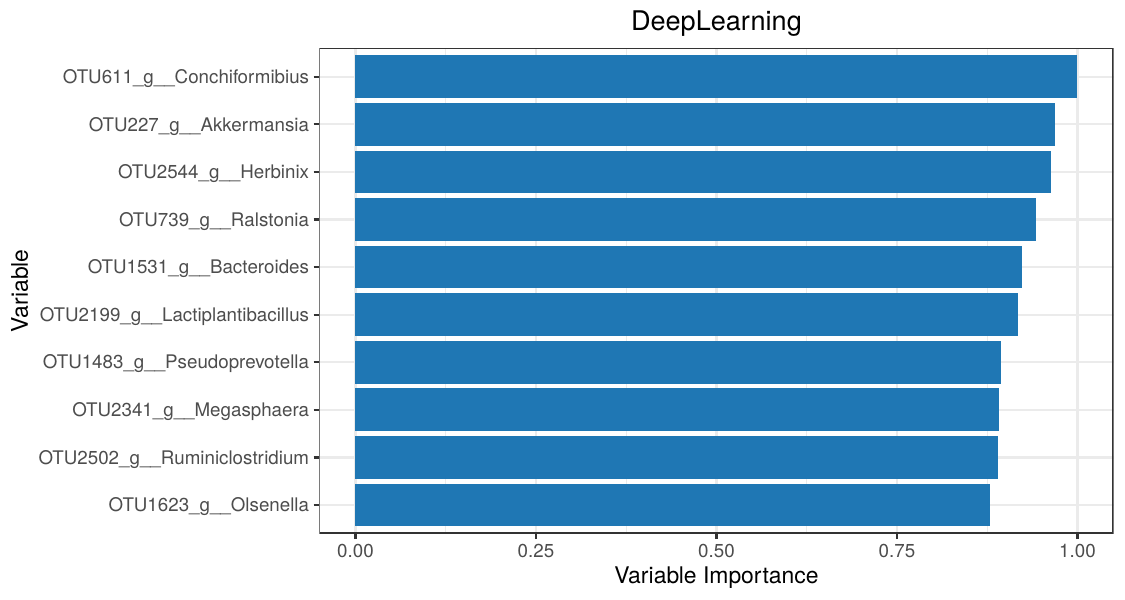 DeepLearning
Variable
OTU611_g__Conchiformibius
OTU227_g__Akkermansia
OTU2544_g__Herbinix
OTU739_g__Ralstonia
OTU1531_g__Bacteroides
OTU2199_g__Lactiplantibacillus
OTU1483_g__Pseudoprevotella
OTU2341_g__Megasphaera
OTU2502_g__Ruminiclostridium
OTU1623_g__Olsenella
0.00 0.25 0.50 0.75 1.00
Variable Importance